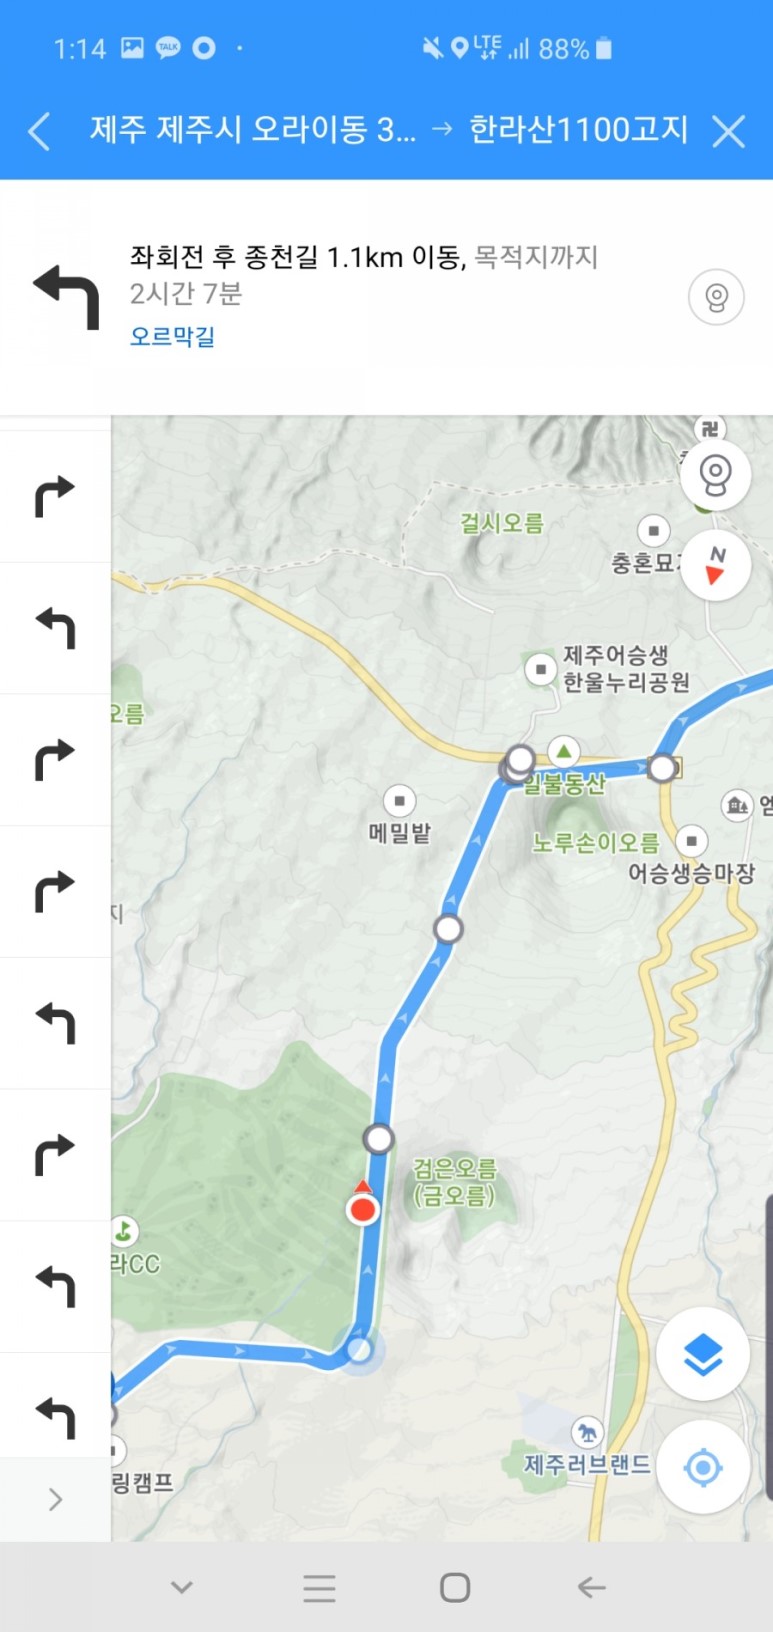 1:14
TALK
LTE
88%
제주 제주시 오라이동 3... → 한라산1100고지
좌회전 후 종천길 1.1km 이동, 목적지까지
2시간 7분
오르막길
걸시오름
충혼묘지
N
제주어승생
한울누리공원
오름
일불동산
메밀밭
노루손이오름
어승생승마장
지
검은오름
(금오름)
라CC
제주러브랜드
링캠프